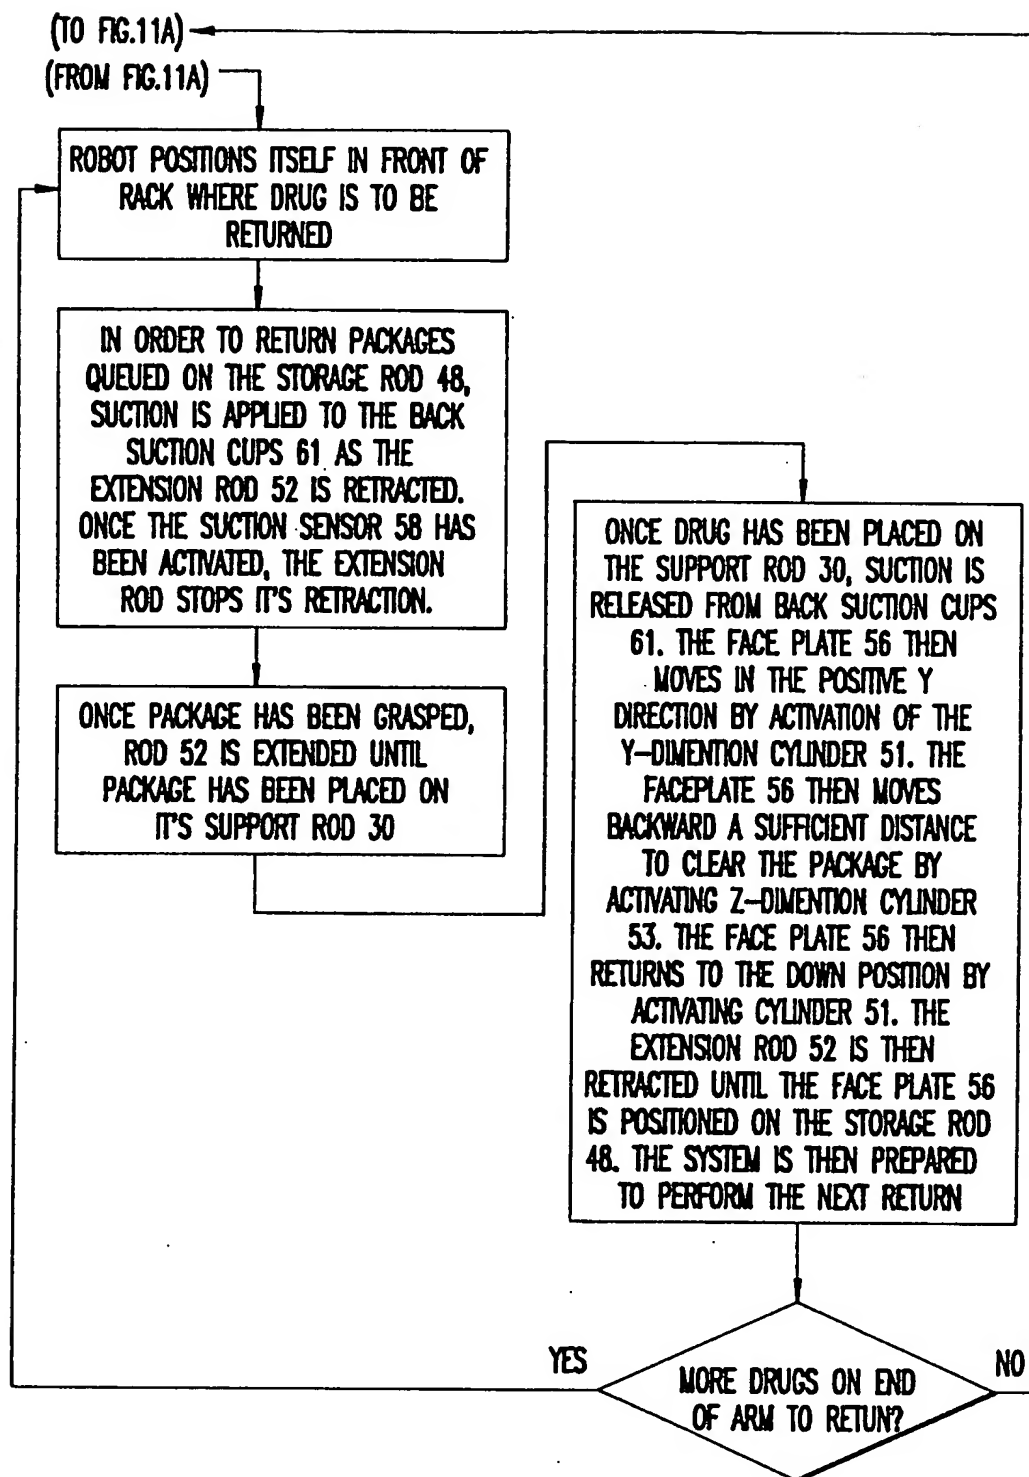 (TO FIG.11A)
(FROM FIG.11A)
ROBOT POSITIONS ITSELF IN FRONT OF
RACK WHERE DRUG IS TO BE
RETURNED
IN ORDER TO RETURN PACKAGES
QUEUED ON THE STORAGE ROD 48,
SUCTION IS APPLIED TO THE BACK
SUCTION CUPS 61 AS THE
EXTENSION ROD 52 IS RETRACTED.
ONCE THE SUCTION SENSOR 58 HAS
BEEN ACTIVATED, THE EXTENSION
ROD STOPS IT'S RETRACTION.
ONCE PACKAGE HAS BEEN GRASPED,
ROD 52 IS EXTENDED UNTIL
PACKAGE HAS BEEN PLACED ON
IT'S SUPPORT ROD 30
ONCE DRUG HAS BEEN PLACED ON
THE SUPPORT ROD 30, SUCTION IS
RELEASED FROM BACK SUCTION CUPS
61. THE FACE PLATE 56 THEN
MOVES IN THE POSITIVE Y
DIRECTION BY ACTIVATION OF THE
Y-DIMENTION CYLINDER 51. THE
FACEPLATE 56 THEN MOVES
BACKWARD A SUFFICIENT DISTANCE
TO CLEAR THE PACKAGE BY
ACTIVATING Z-DIMENTION CYLINDER
53. THE FACE PLATE 56 THEN
RETURNS TO THE DOWN POSITION BY
ACTIVATING CYLINDER 51. THE
EXTENSION ROD 52 IS THEN
RETRACTED UNTIL THE FACE PLATE 56
IS POSITIONED ON THE STORAGE ROD
48. THE SYSTEM IS THEN PREPARED
TO PERFORM THE NEXT RETURN
YES
MORE DRUGS ON END
OF ARM TO RETUN?
NO